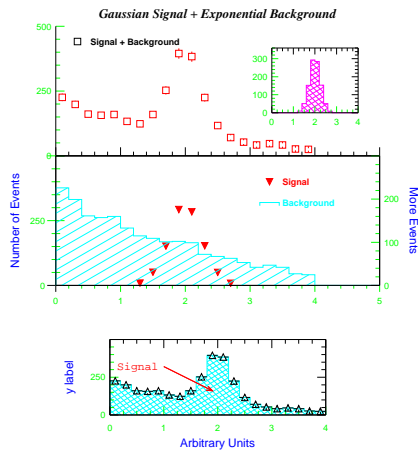 Gaussian Signal + Exponential Background
500
250
Signal + Background
300
200
100
0
0 1 2 3 4
Number of Events
250
0
Signal
Background
200
100
0
More Events
0 1 2 3 4 5
y label
250
0
Signal
0 2 4
Arbitrary Units